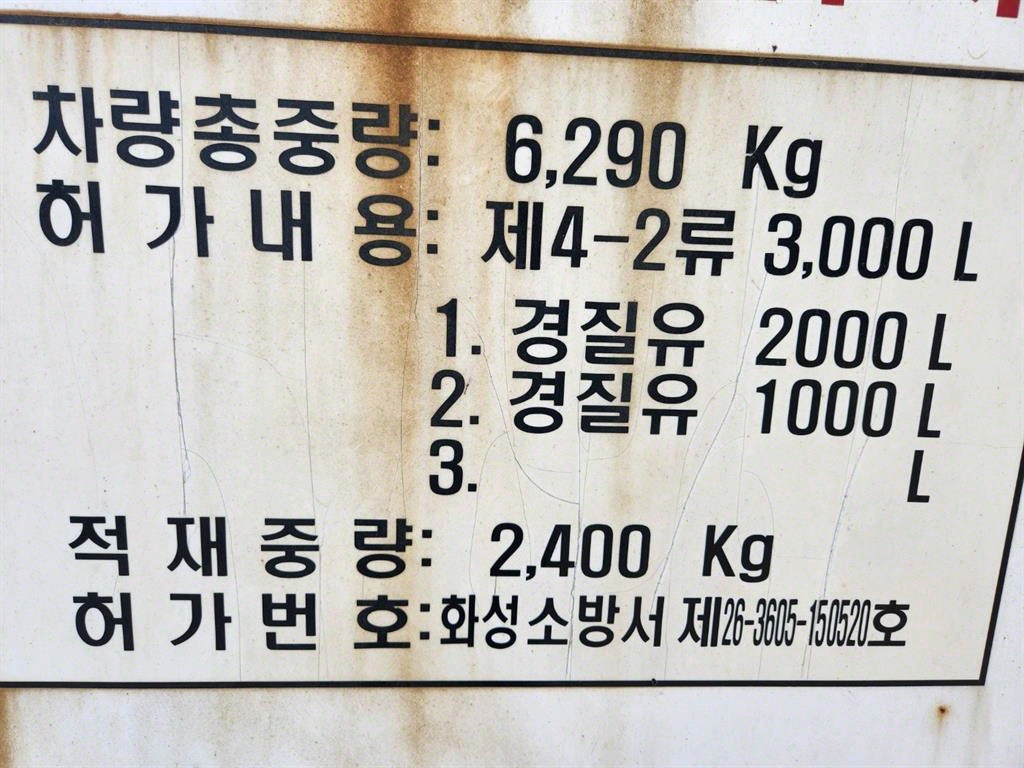 차량총중량: 6,290 Kg
허가내용: 제4-2류 3,000 L
1. 경질유 2000 L
2. 경질유 1000 L
3. L
적재중량: 2,400 Kg
허가번호: 화성소방서 제26-3605-150520호